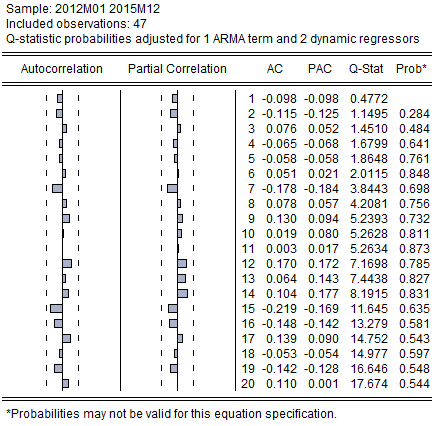 Sample: 2012M01 2015M12
Included observations: 47
Q-statistic probabilities adjusted for 1 ARMA term and 2 dynamic regressors
Autocorrelation Partial Correlation AC PAC Q-Stat Prob*
1 -0.098 -0.098 0.4772
2 -0.115 -0.125 1.1495 0.284
3 0.076 0.052 1.4510 0.484
4 -0.065 -0.068 1.6799 0.641
5 -0.058 -0.058 1.8648 0.761
6 0.051 0.021 2.0115 0.848
7 -0.178 -0.184 3.8443 0.698
8 0.078 0.057 4.2081 0.756
9 0.130 0.094 5.2393 0.732
10 0.019 0.080 5.2628 0.811
11 0.003 0.017 5.2634 0.873
12 0.170 0.172 7.1698 0.785
13 0.064 0.143 7.4438 0.827
14 0.104 0.177 8.1915 0.831
15 -0.219 -0.169 11.645 0.635
16 -0.148 -0.142 13.279 0.581
17 0.139 0.090 14.752 0.543
18 -0.053 -0.054 14.977 0.597
19 -0.142 -0.128 16.646 0.548
20 0.110 0.001 17.674 0.544
*Probabilities may not be valid for this equation specification.